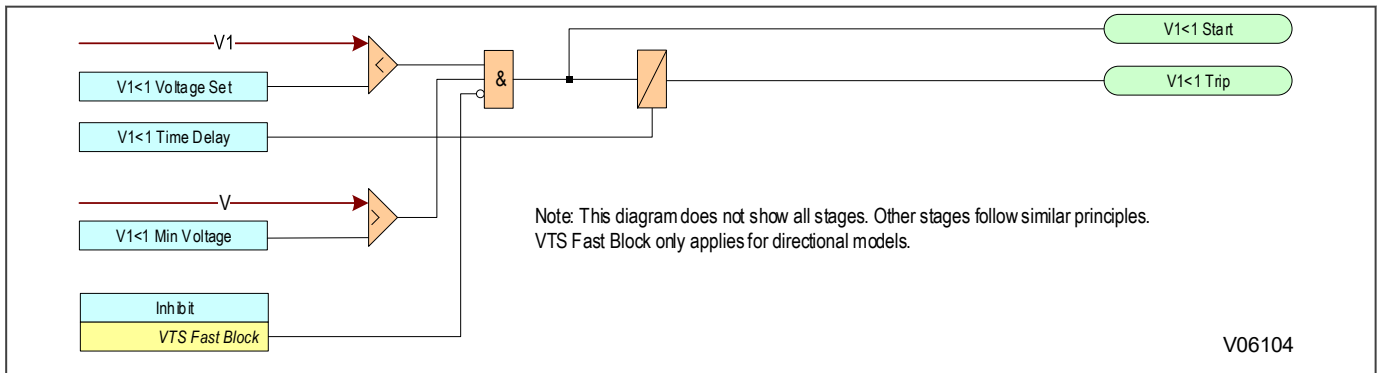 V1
V1<1 Start
<
V1<1 Voltage Set
&
V1<1 Trip
V1<1 Time Delay
V
>
V1<1 Min Voltage
Note: This diagram does not show all stages. Other stages follow similar principles.
VTS Fast Block only applies for directional models.
Inhibit
VTS Fast Block
V06104